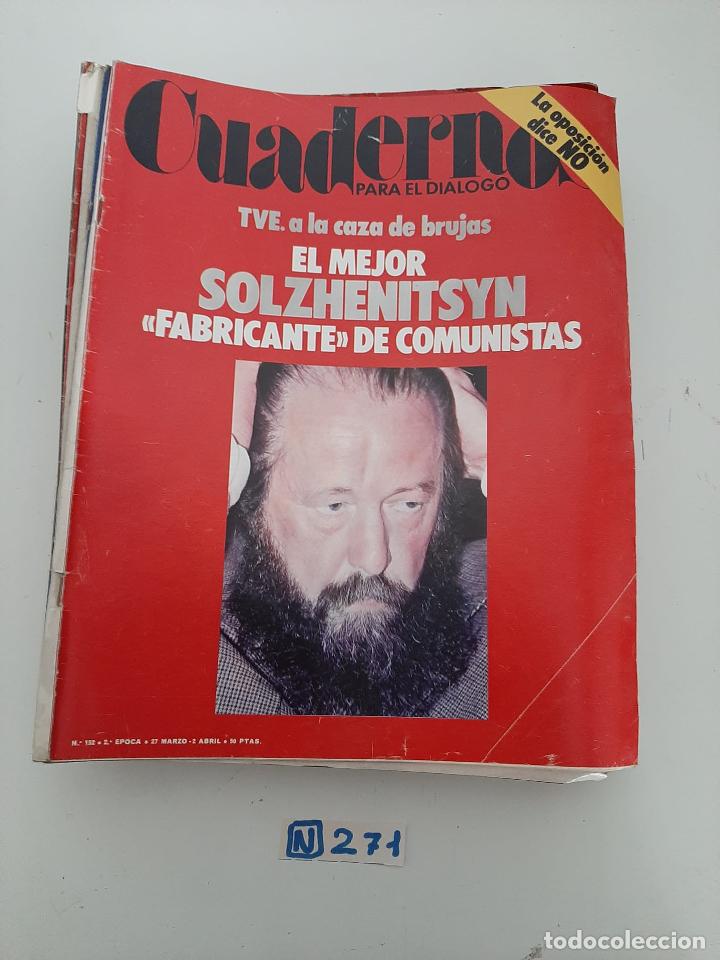 Cuadernos
PARA EL DIALOGO
La oposición
dice NO
TVE. a la caza de brujas
EL MEJOR
SOLZHENITSYN
«FABRICANTE» DE COMUNISTAS
N.º 152 • 2.ª EPOCA • 27 MARZO - 2 ABRIL • 50 PTAS.
N 271
todocoleccion